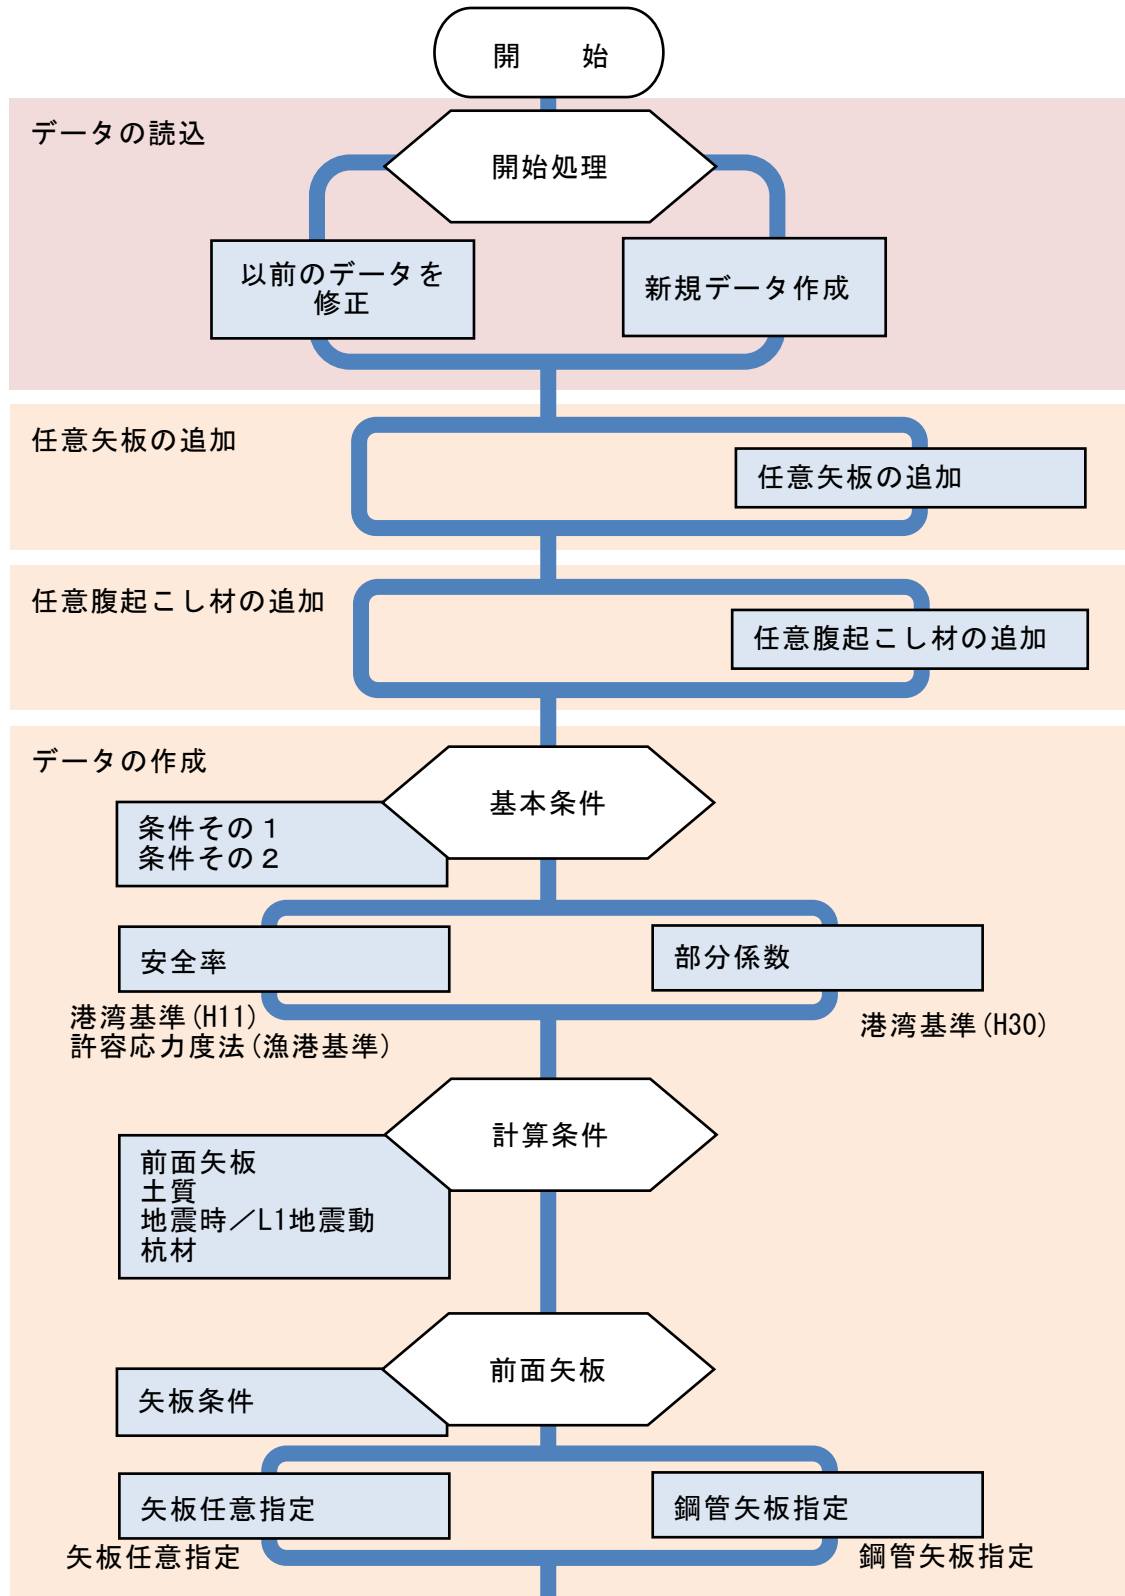 開　始
データの読込
開始処理
以前のデータを
修正
新規データ作成
任意矢板の追加
任意矢板の追加
任意腹起こし材の追加
任意腹起こし材の追加
データの作成
基本条件
条件その１
条件その２
安全率
部分係数
港湾基準(H11)
許容応力度法(漁港基準)
港湾基準(H30)
計算条件
前面矢板
土質
地震時／L1地震動
杭材
前面矢板
矢板条件
矢板任意指定
鋼管矢板指定
矢板任意指定
鋼管矢板指定